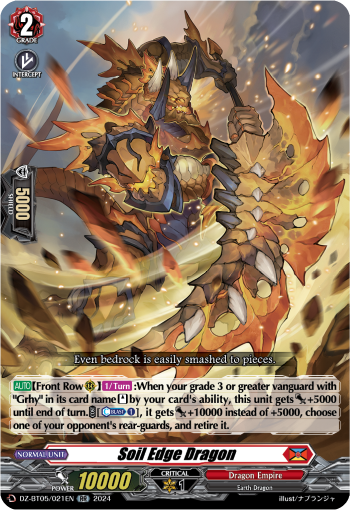 2
GRADE
INTERCEPT
5000
SHIELD
Even bedrock is easily smashed to pieces.
AUTO【Front Row】1/Turn:When your grade 3 or greater vanguard with
"Grhy" in its card name is placed by your card's ability, this unit gets +5000
until end of turn. COST [BLAST 1], it gets +10000 instead of +5000, choose
one of your opponent's rear-guards, and retire it.
NORMAL UNIT
Soil Edge Dragon
POWER 10000
CRITICAL
1
Dragon Empire
Earth Dragon
DZ-BT05/021EN RR 2024
illust/ナブランジャ